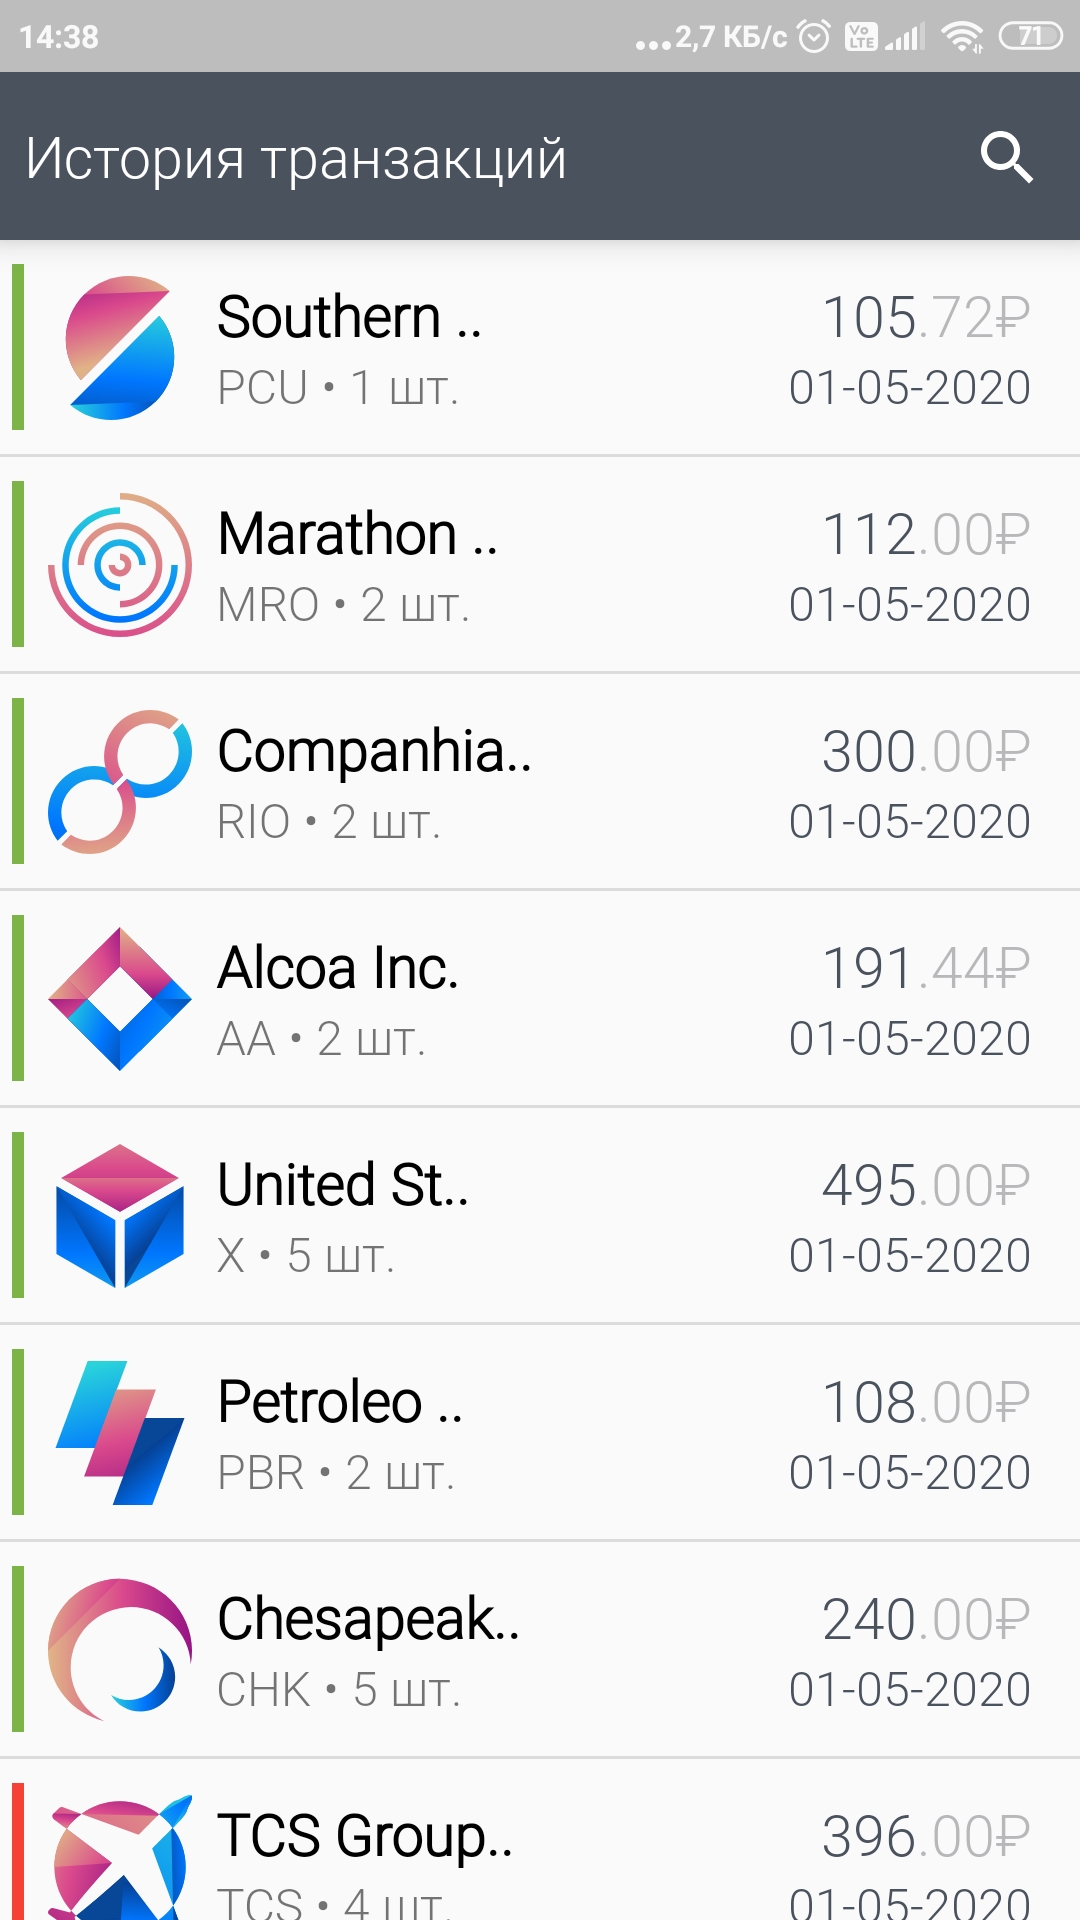 14:38 ...2,7 КБ/с Vo LTE 71
История транзакций
Southern .. 105.72₽
PCU • 1 шт. 01-05-2020
Marathon .. 112.00₽
MRO • 2 шт. 01-05-2020
Companhia.. 300.00₽
RIO • 2 шт. 01-05-2020
Alcoa Inc. 191.44₽
AA • 2 шт. 01-05-2020
United St.. 495.00₽
X • 5 шт. 01-05-2020
Petroleo .. 108.00₽
PBR • 2 шт. 01-05-2020
Chesapeak.. 240.00₽
CHK • 5 шт. 01-05-2020
TCS Group.. 396.00₽
TCS • 4 шт. 01-05-2020